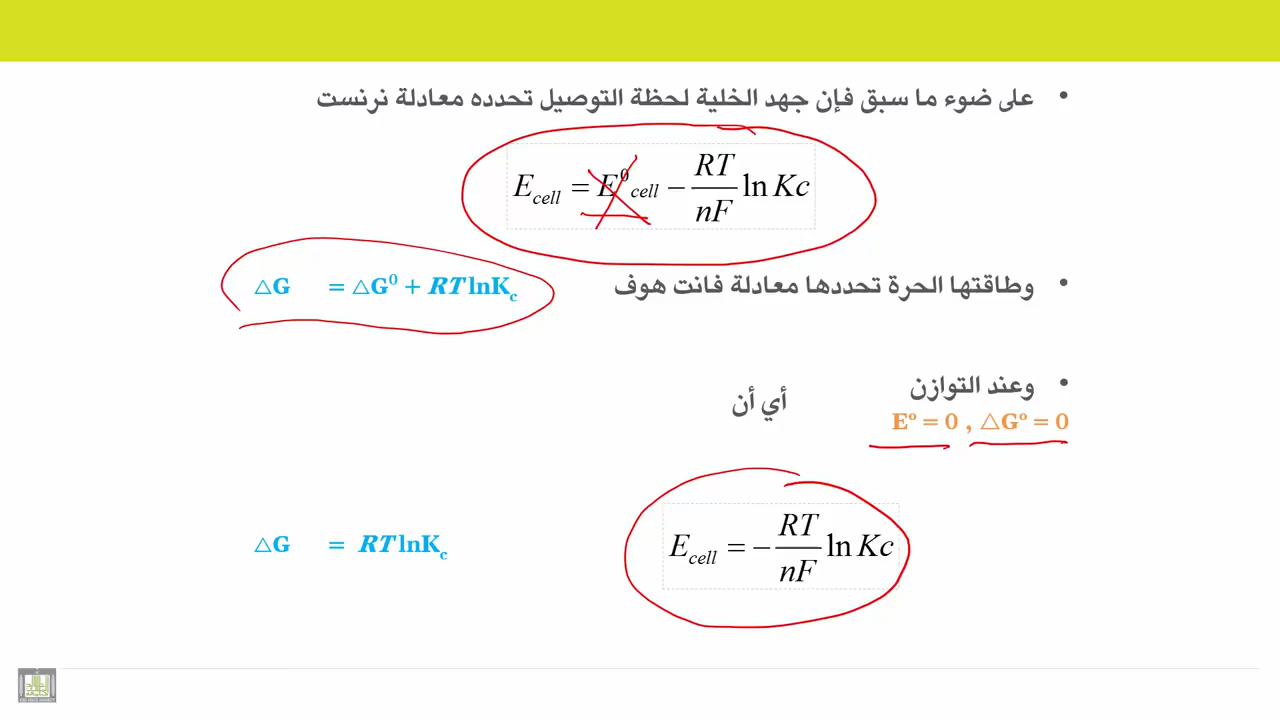 • على ضوء ما سبق فإن جهد الخلية لحظة التوصيل تحدده معادلة نرنست
E_cell = E^0_cell − RT/nF ln Kc
• وطاقتها الحرة تحددها معادلة فانت هوف △G = △G^0 + RT lnK_c
• وعند التوازن
E° = 0 , △G° = 0 أي أن
E_cell = − RT/nF ln Kc
△G = RT lnK_c